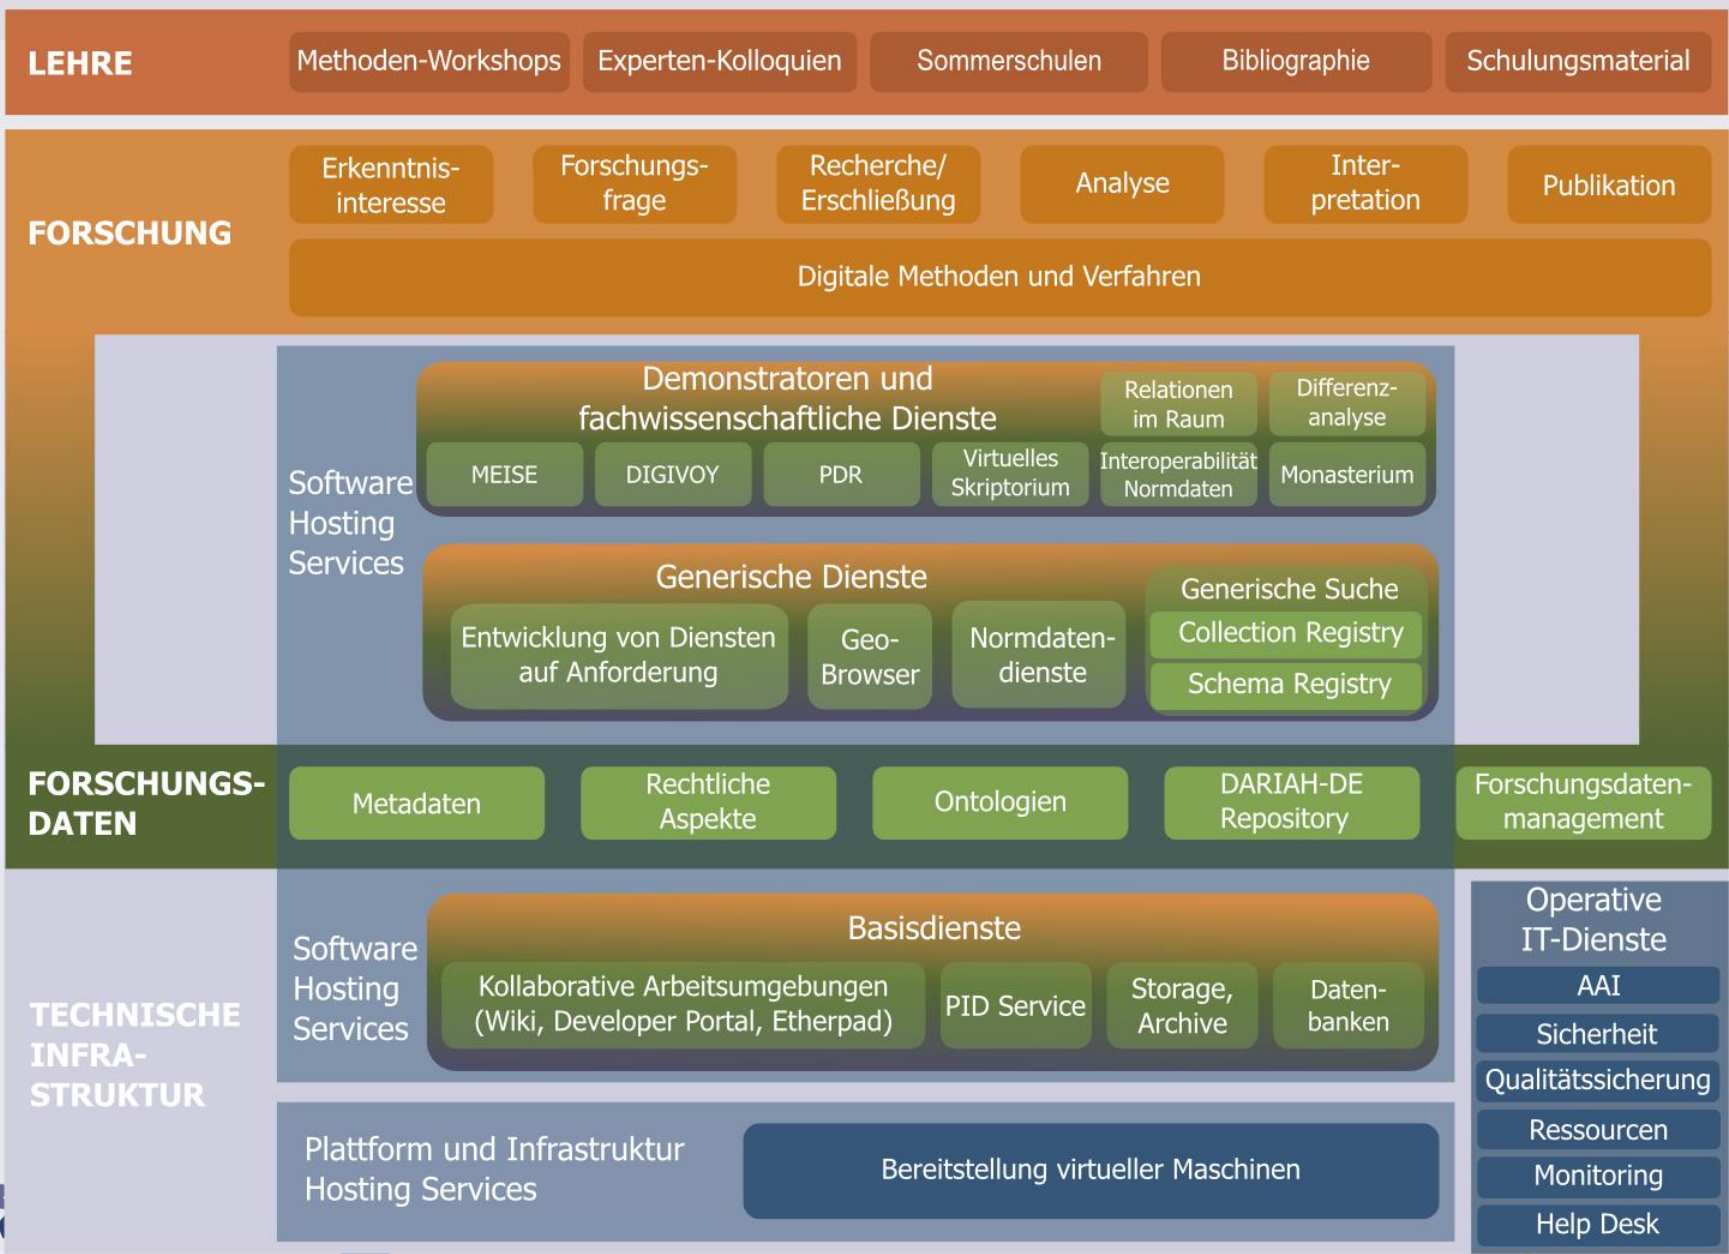 LEHRE
Methoden-Workshops
Experten-Kolloquien
Sommerschulen
Bibliographie
Schulungsmaterial
FORSCHUNG
Erkenntnis-
interesse
Forschungs-
frage
Recherche/
Erschließung
Analyse
Inter-
pretation
Publikation
Digitale Methoden und Verfahren
Software
Hosting
Services
Demonstratoren und
fachwissenschaftliche Dienste
Relationen
im Raum
Differenz-
analyse
MEISE
DIGIVOY
PDR
Virtuelles
Skriptorium
Interoperabilität
Normdaten
Monasterium
Generische Dienste
Entwicklung von Diensten
auf Anforderung
Geo-
Browser
Normdaten-
dienste
Generische Suche
Collection Registry
Schema Registry
FORSCHUNGS-
DATEN
Metadaten
Rechtliche
Aspekte
Ontologien
DARIAH-DE
Repository
Forschungsdaten-
management
TECHNISCHE
INFRA-
STRUKTUR
Software
Hosting
Services
Basisdienste
Kollaborative Arbeitsumgebungen
(Wiki, Developer Portal, Etherpad)
PID Service
Storage,
Archive
Daten-
banken
Plattform und Infrastruktur
Hosting Services
Bereitstellung virtueller Maschinen
Operative
IT-Dienste
AAI
Sicherheit
Qualitätssicherung
Ressourcen
Monitoring
Help Desk